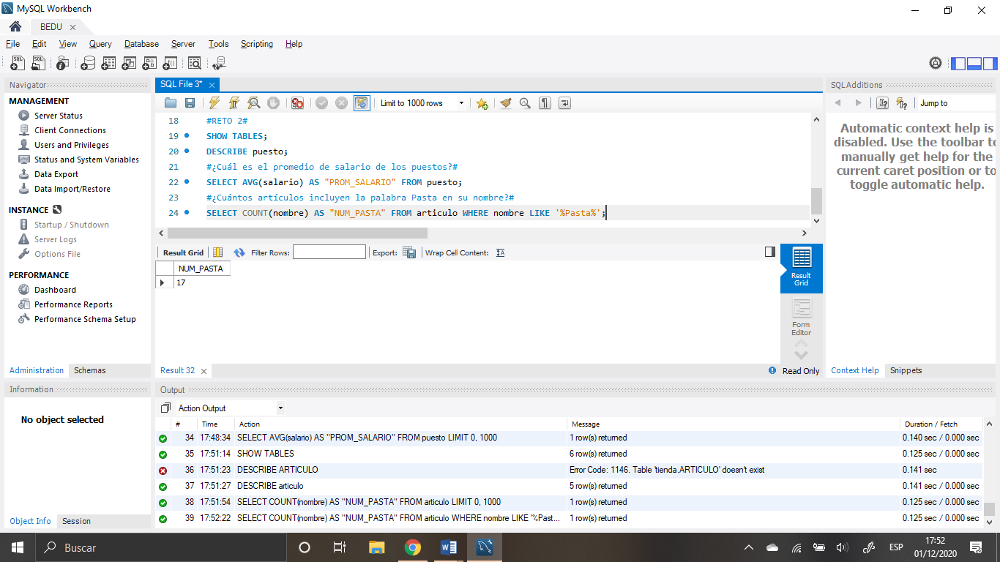 MySQL Workbench
BEDU
File Edit View Query Database Server Tools Scripting Help
Navigator
MANAGEMENT
Server Status
Client Connections
Users and Privileges
Status and System Variables
Data Export
Data Import/Restore
INSTANCE
Startup / Shutdown
Server Logs
Options File
PERFORMANCE
Dashboard
Performance Reports
Performance Schema Setup
Administration Schemas
Information
No object selected
Object Info Session
SQL File 3*
Limit to 1000 rows
18 #RETO 2#
19 SHOW TABLES;
20 DESCRIBE puesto;
21 #¿Cuál es el promedio de salario de los puestos?#
22 SELECT AVG(salario) AS "PROM_SALARIO" FROM puesto;
23 #¿Cuántos artículos incluyen la palabra Pasta en su nombre?#
24 SELECT COUNT(nombre) AS "NUM_PASTA" FROM articulo WHERE nombre LIKE '%Pasta%';
Result Grid Filter Rows: Export: Wrap Cell Content:
NUM_PASTA
17
Result
Grid
Form
Editor
Result 32
Read Only
SQLAdditions
Jump to
Automatic context help is
disabled. Use the toolbar to
manually get help for the
current caret position or to
toggle automatic help.
Context Help Snippets
Output
Action Output
# Time Action Message Duration / Fetch
34 17:48:34 SELECT AVG(salario) AS "PROM_SALARIO" FROM puesto LIMIT 0, 1000 1 row(s) returned 0.140 sec / 0.000 sec
35 17:51:14 SHOW TABLES 6 row(s) returned 0.125 sec / 0.000 sec
36 17:51:23 DESCRIBE ARTICULO Error Code: 1146. Table 'tienda.ARTICULO' doesn't exist 0.141 sec
37 17:51:27 DESCRIBE articulo 5 row(s) returned 0.141 sec / 0.000 sec
38 17:51:54 SELECT COUNT(nombre) AS "NUM_PASTA" FROM articulo LIMIT 0, 1000 1 row(s) returned 0.125 sec / 0.000 sec
39 17:52:22 SELECT COUNT(nombre) AS "NUM_PASTA" FROM articulo WHERE nombre LIKE '%Past... 1 row(s) returned 0.125 sec / 0.000 sec
Buscar
ESP
17:52
01/12/2020